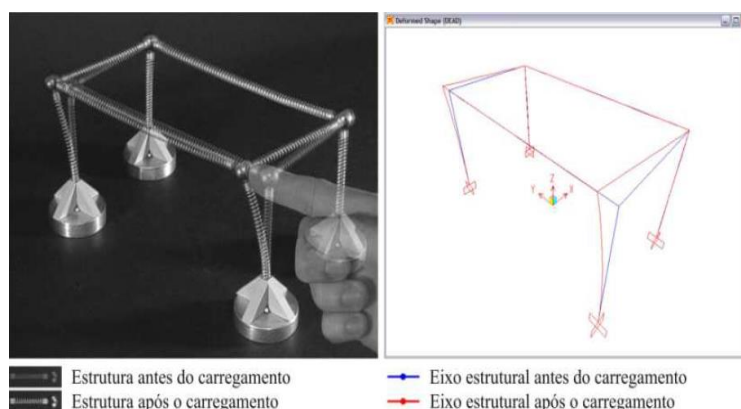 Deformed Shape (DEAD)
Z
Y X
Estrutura antes do carregamento
Estrutura após o carregamento
Eixo estrutural antes do carregamento
Eixo estrutural após o carregamento